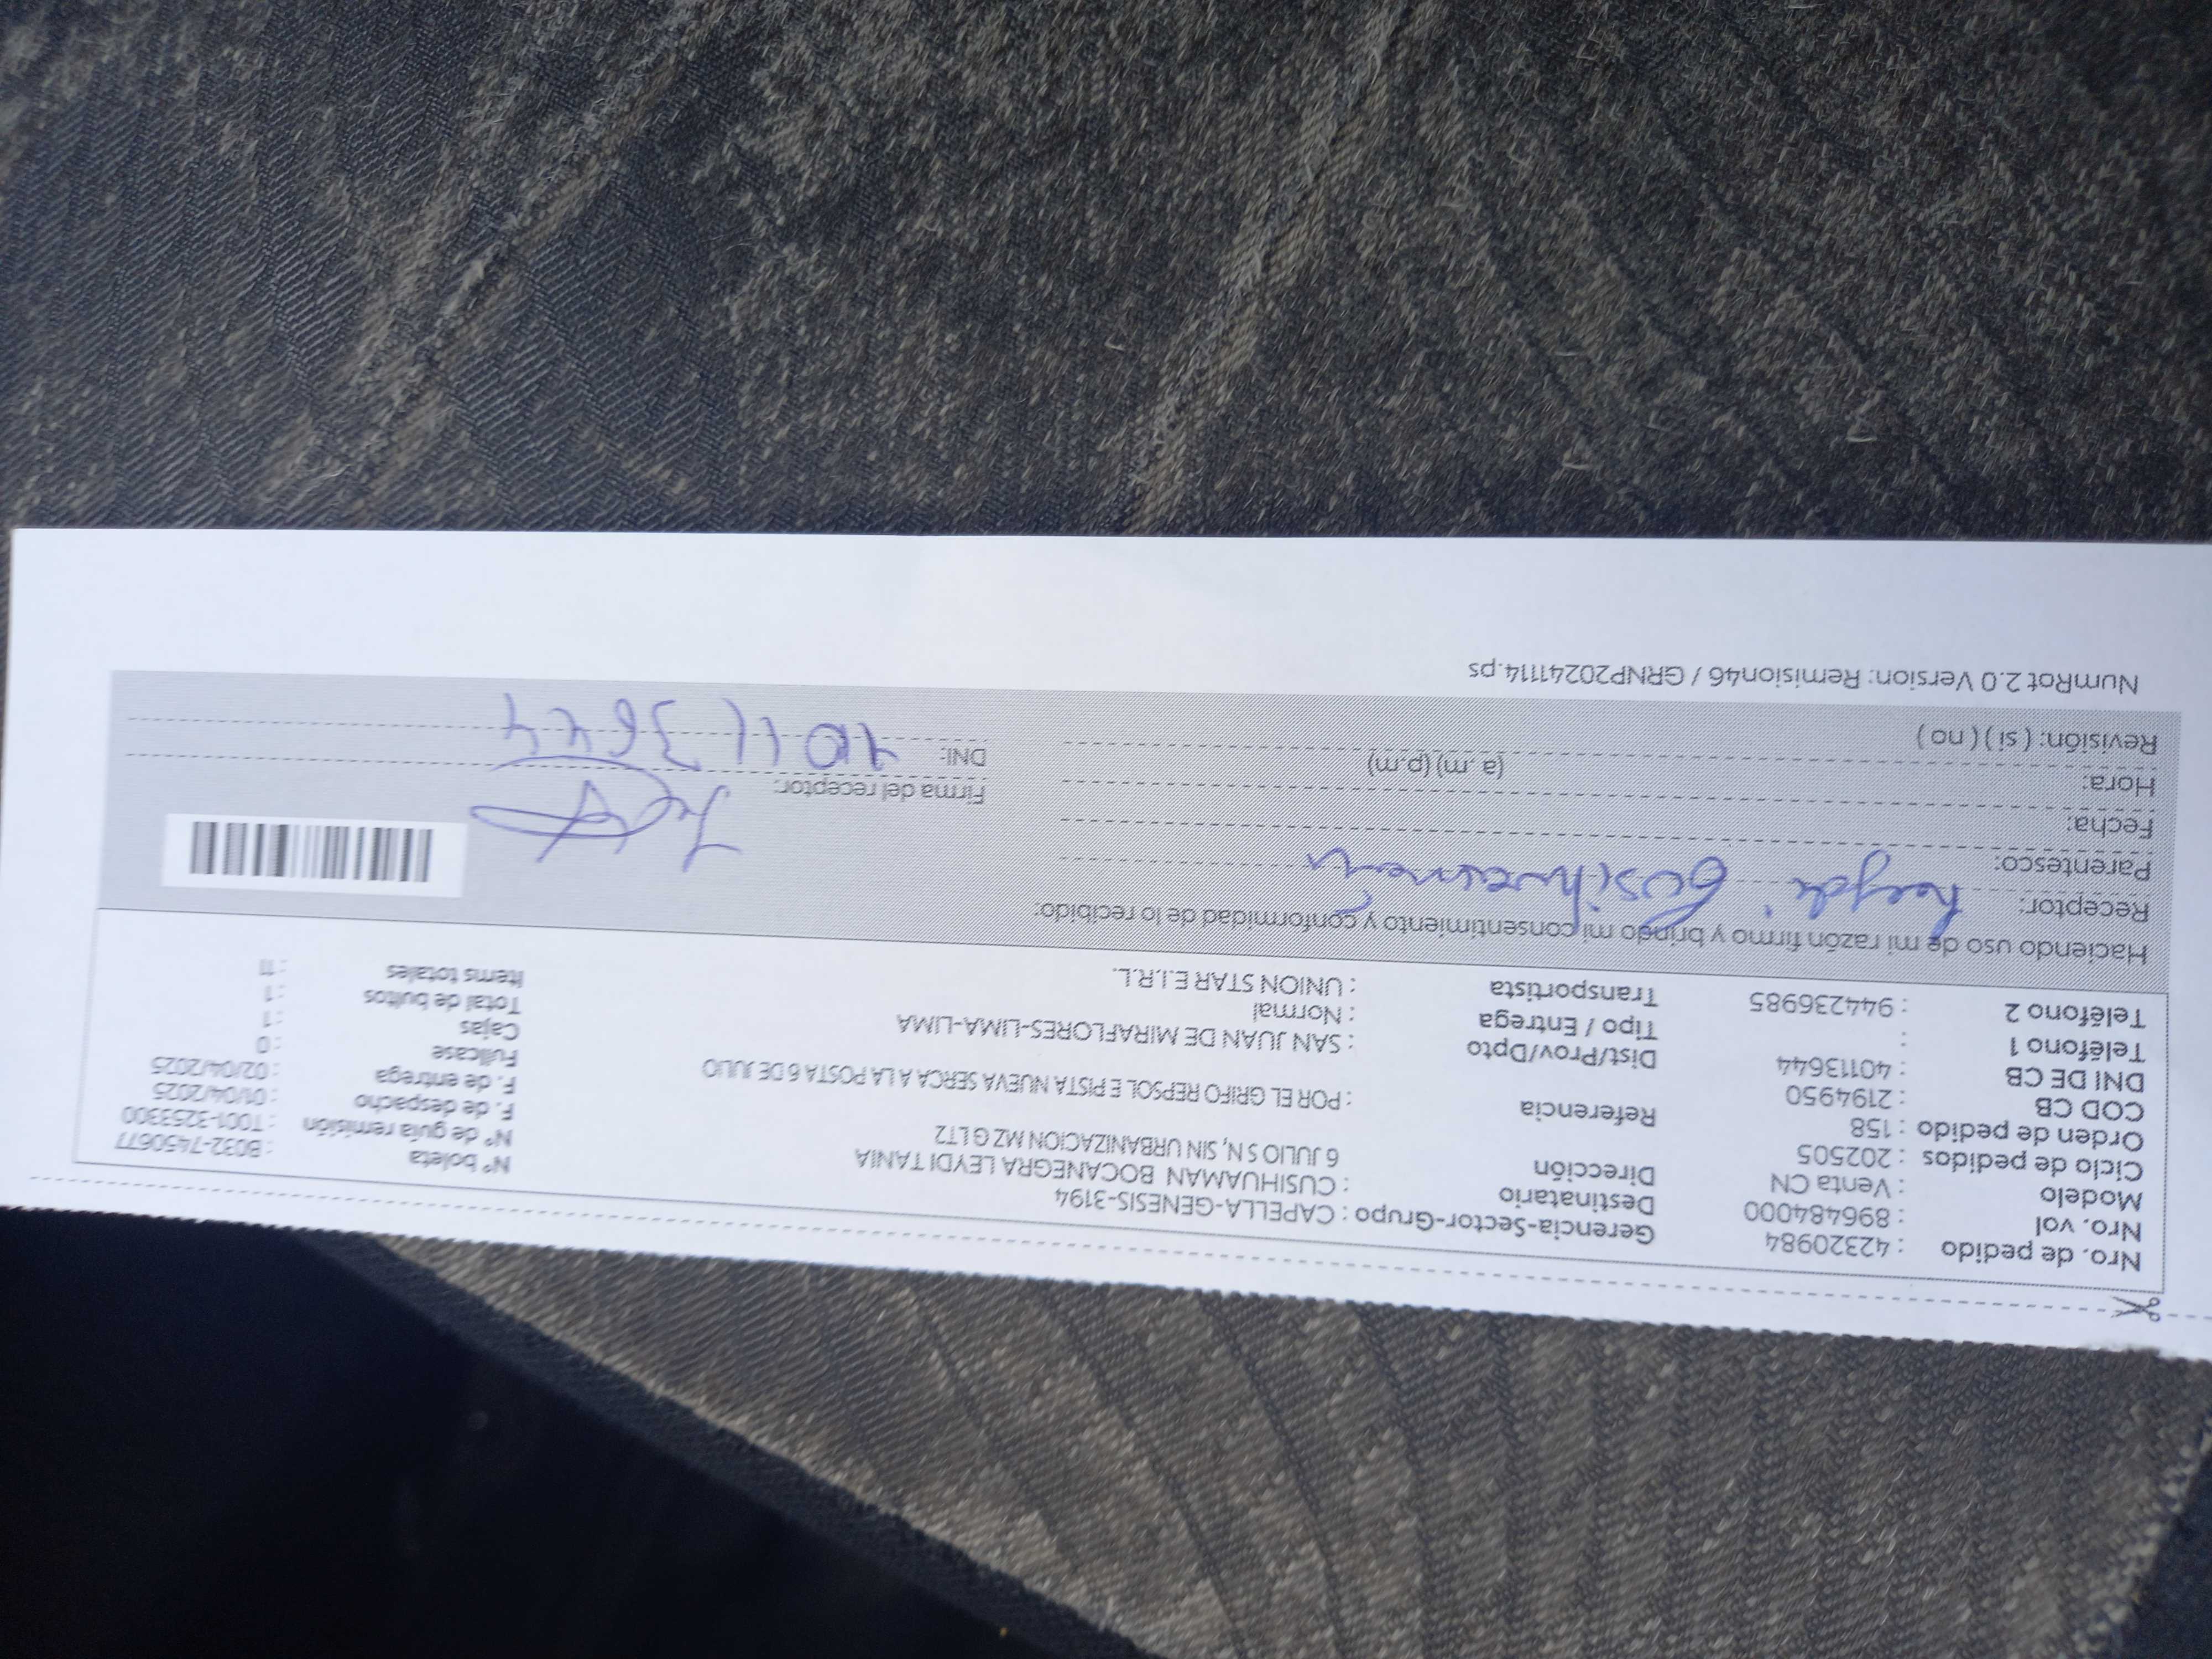 Nro. de pedido : 42320984 Gerencia-Sector-Grupo : CAPELLA-GENESIS-3194
Nro. vol : 896484000 Destinatario : CUSIHUAMAN BOCANEGRA LEYDI TANIA Nº boleta : B032-7450677
Modelo : Venta CN Dirección 6 JULIO S N, SIN URBANIZACION MZ G LT2 Nº de guía remisión : T001-3253300
Ciclo de pedidos : 202505 F. de despacho : 01/04/2025
Orden de pedido : 158 Referencia : POR EL GRIFO REPSOL E PISTA NUEVA SERCA A LA POSTA 6 DE JULIO F. de entrega : 02/04/2025
COD CB : 2194950 Fullcase : 0
DNI DE CB : 40113644 Dist/Prov/Dpto : SAN JUAN DE MIRAFLORES-LIMA-LIMA Cajas : 1
Teléfono 1 : Tipo / Entrega : Normal Total de bultos : 1
Teléfono 2 : 944236985 Transportista : UNION STAR E.I.R.L. Items totales : 11
Haciendo uso de mi razón firmo y brindo mi consentimiento y conformidad de lo recibido:
Receptor: Leydi Cusihuaman
Parentesco:
Fecha: Firma del receptor:
Hora: (a.m) (p.m) DNI: 40113644
Revisión: ( si ) ( no )
NumRot 2.0 Version: Remision46 / GRNP20241114.ps